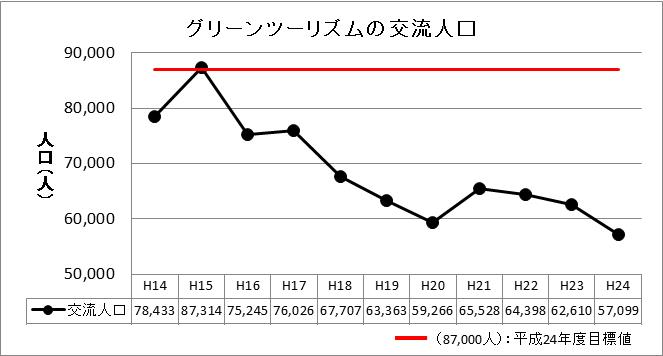 グリーンツーリズムの交流人口
人口(人)
90,000
80,000
70,000
60,000
50,000
H14 H15 H16 H17 H18 H19 H20 H21 H22 H23 H24
交流人口 78,433 87,314 75,245 76,026 67,707 63,363 59,266 65,528 64,398 62,610 57,099
(87,000人):平成24年度目標値